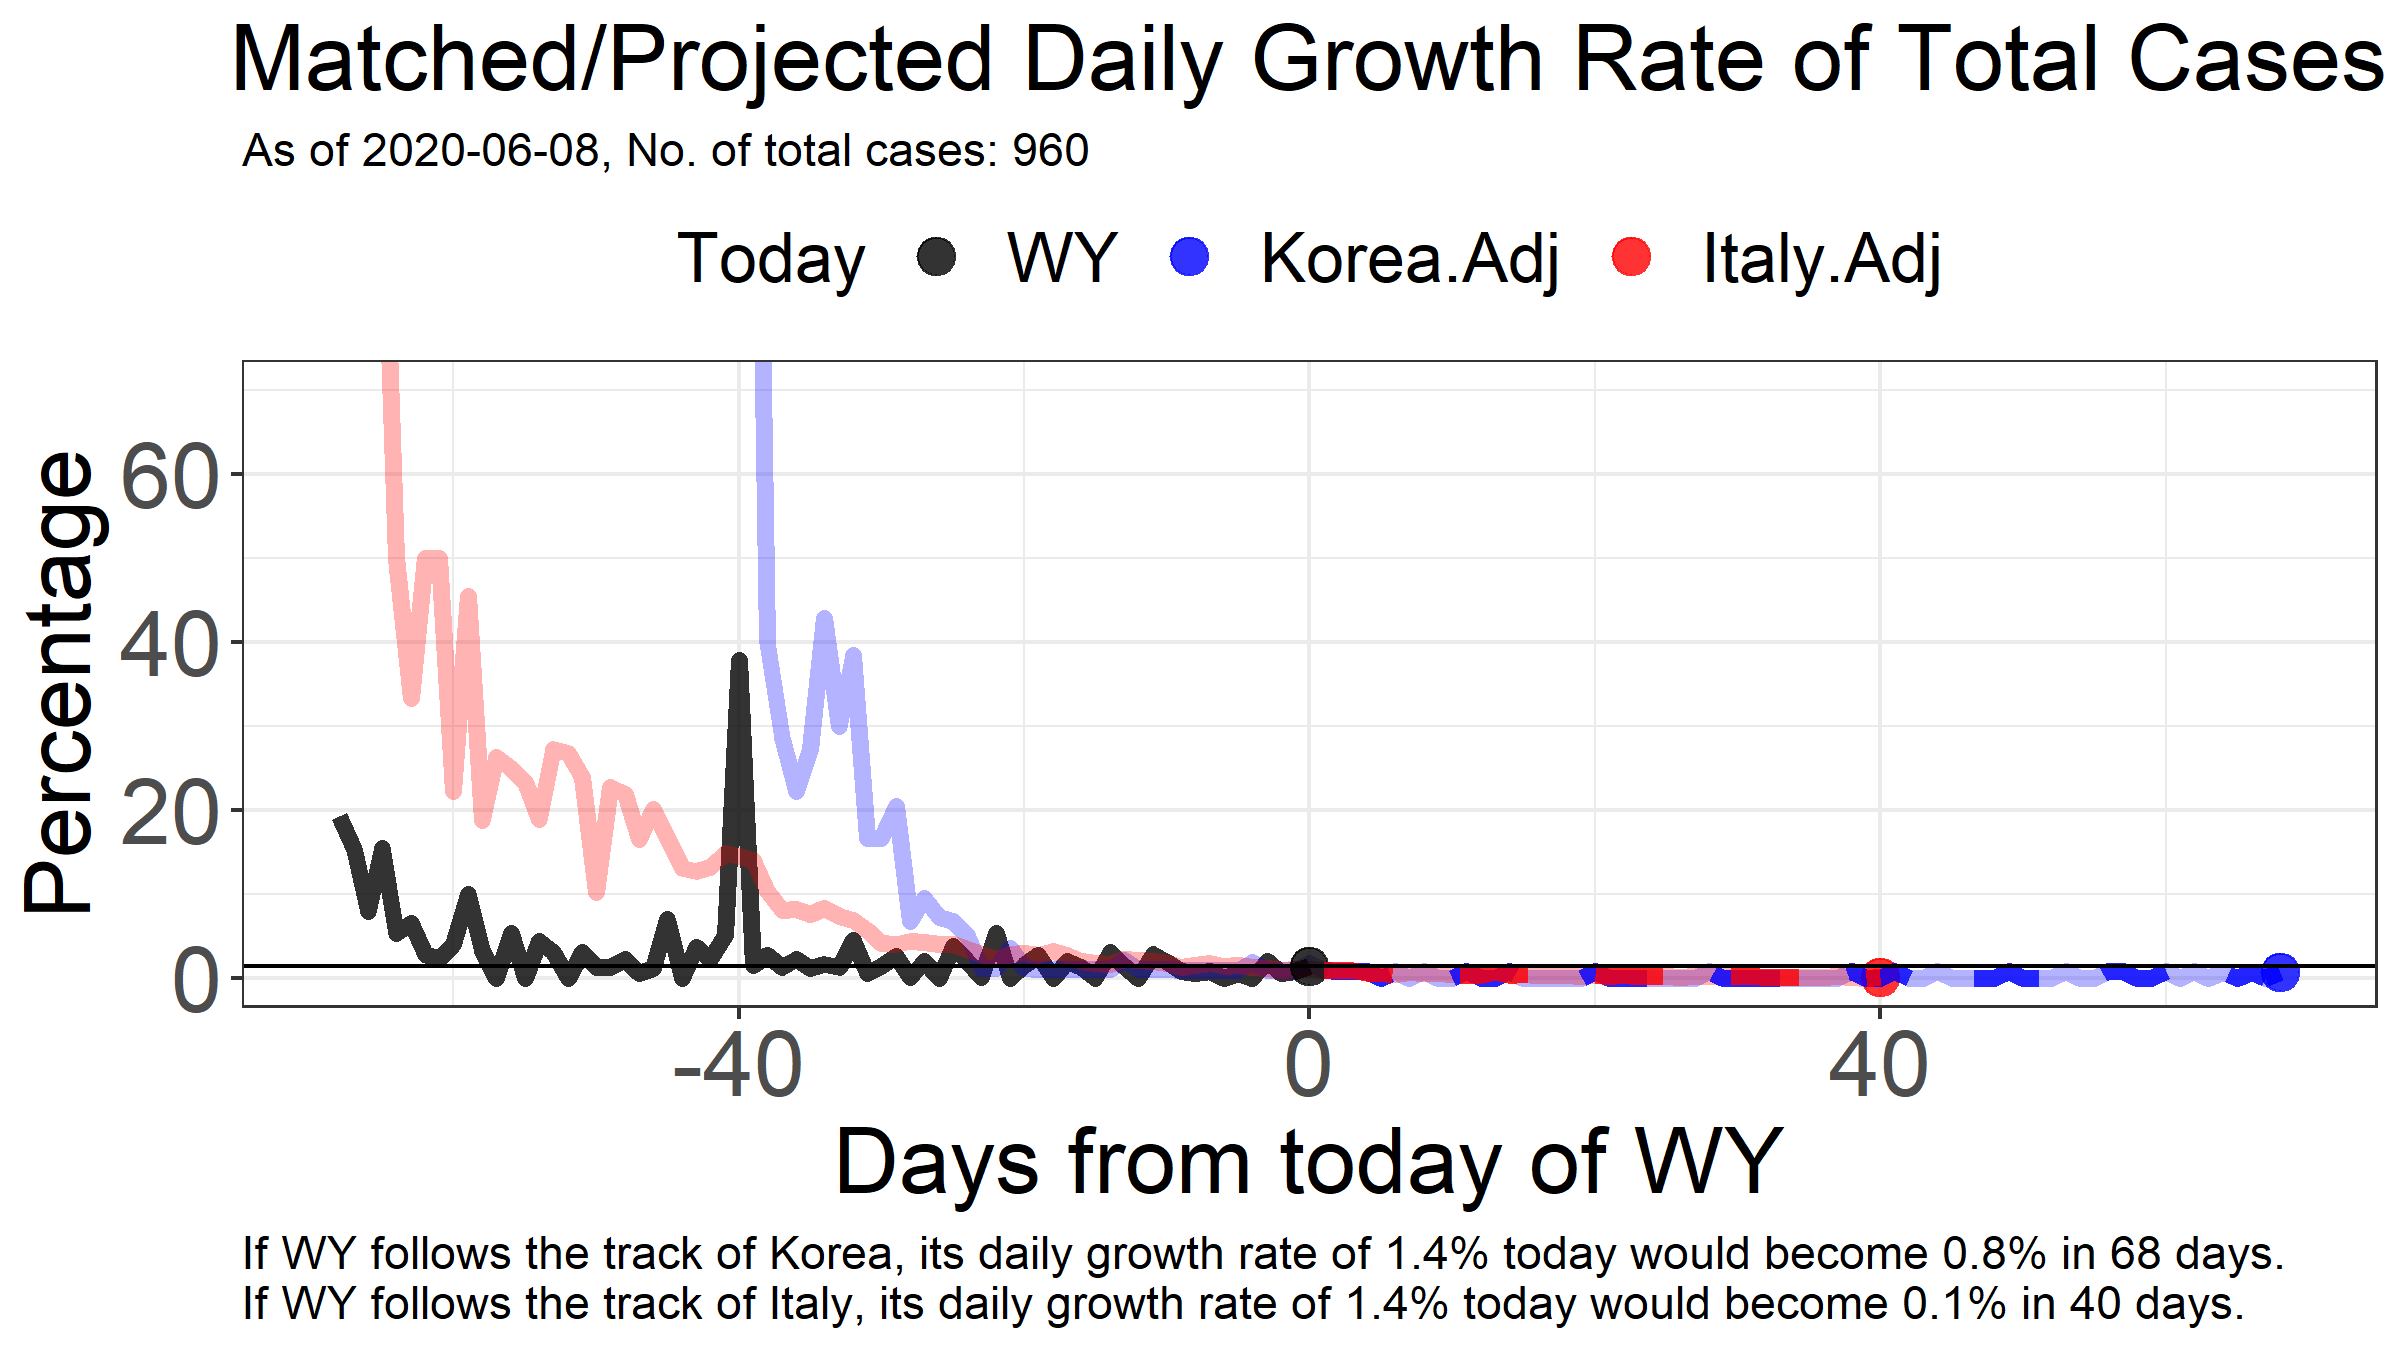 Matched/Projected Daily Growth Rate of Total Cases
As of 2020-06-08, No. of total cases: 960
Today WY Korea.Adj Italy.Adj
Percentage
60
40
20
0
-40 0 40
Days from today of WY
If WY follows the track of Korea, its daily growth rate of 1.4% today would become 0.8% in 68 days.
If WY follows the track of Italy, its daily growth rate of 1.4% today would become 0.1% in 40 days.